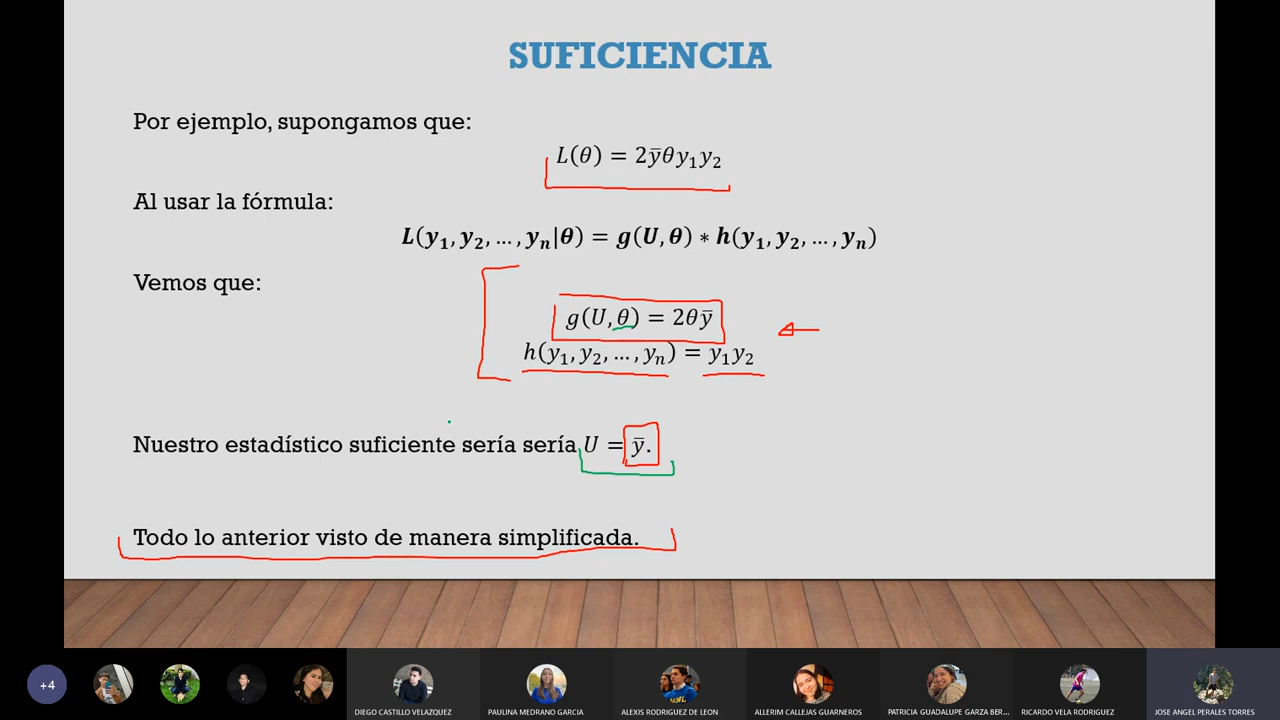 SUFICIENCIA
Por ejemplo, supongamos que:
L(θ) = 2ȳθy₁y₂
Al usar la fórmula:
L(y₁, y₂, … , yₙ|θ) = g(U, θ) ∗ h(y₁, y₂, … , yₙ)
Vemos que:
g(U, θ) = 2θȳ
h(y₁, y₂, … , yₙ) = y₁y₂
Nuestro estadístico suficiente sería sería U = ȳ.
Todo lo anterior visto de manera simplificada.
+4
DIEGO CASTILLO VELAZQUEZ
PAULINA MEDRANO GARCIA
ALEXIS RODRIGUEZ DE LEON
ALLERIM CALLEJAS GUARNEROS
PATRICIA GUADALUPE GARZA BER...
RICARDO VELA RODRIGUEZ
JOSE ANGEL PERALES TORRES